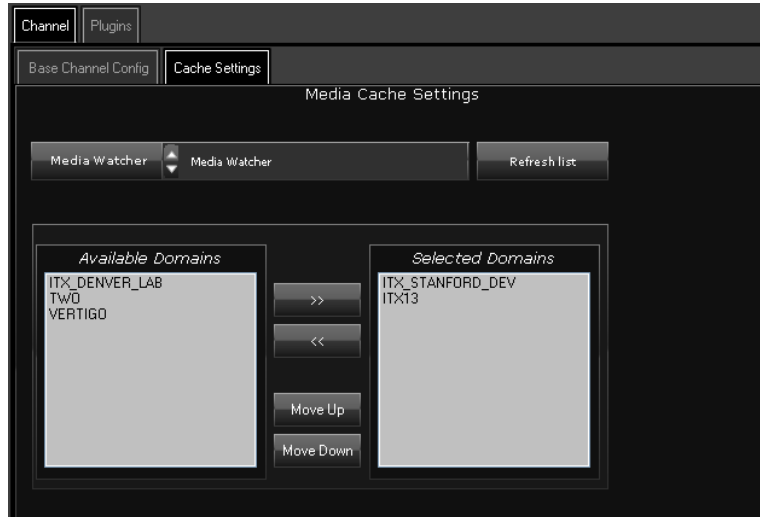 Channel Plugins
Base Channel Config Cache Settings
Media Cache Settings
Media Watcher Media Watcher Refresh list
Available Domains Selected Domains
ITX_DENVER_LAB ITX_STANFORD_DEV
TWO ITX13
VERTIGO
>>
<<
Move Up
Move Down